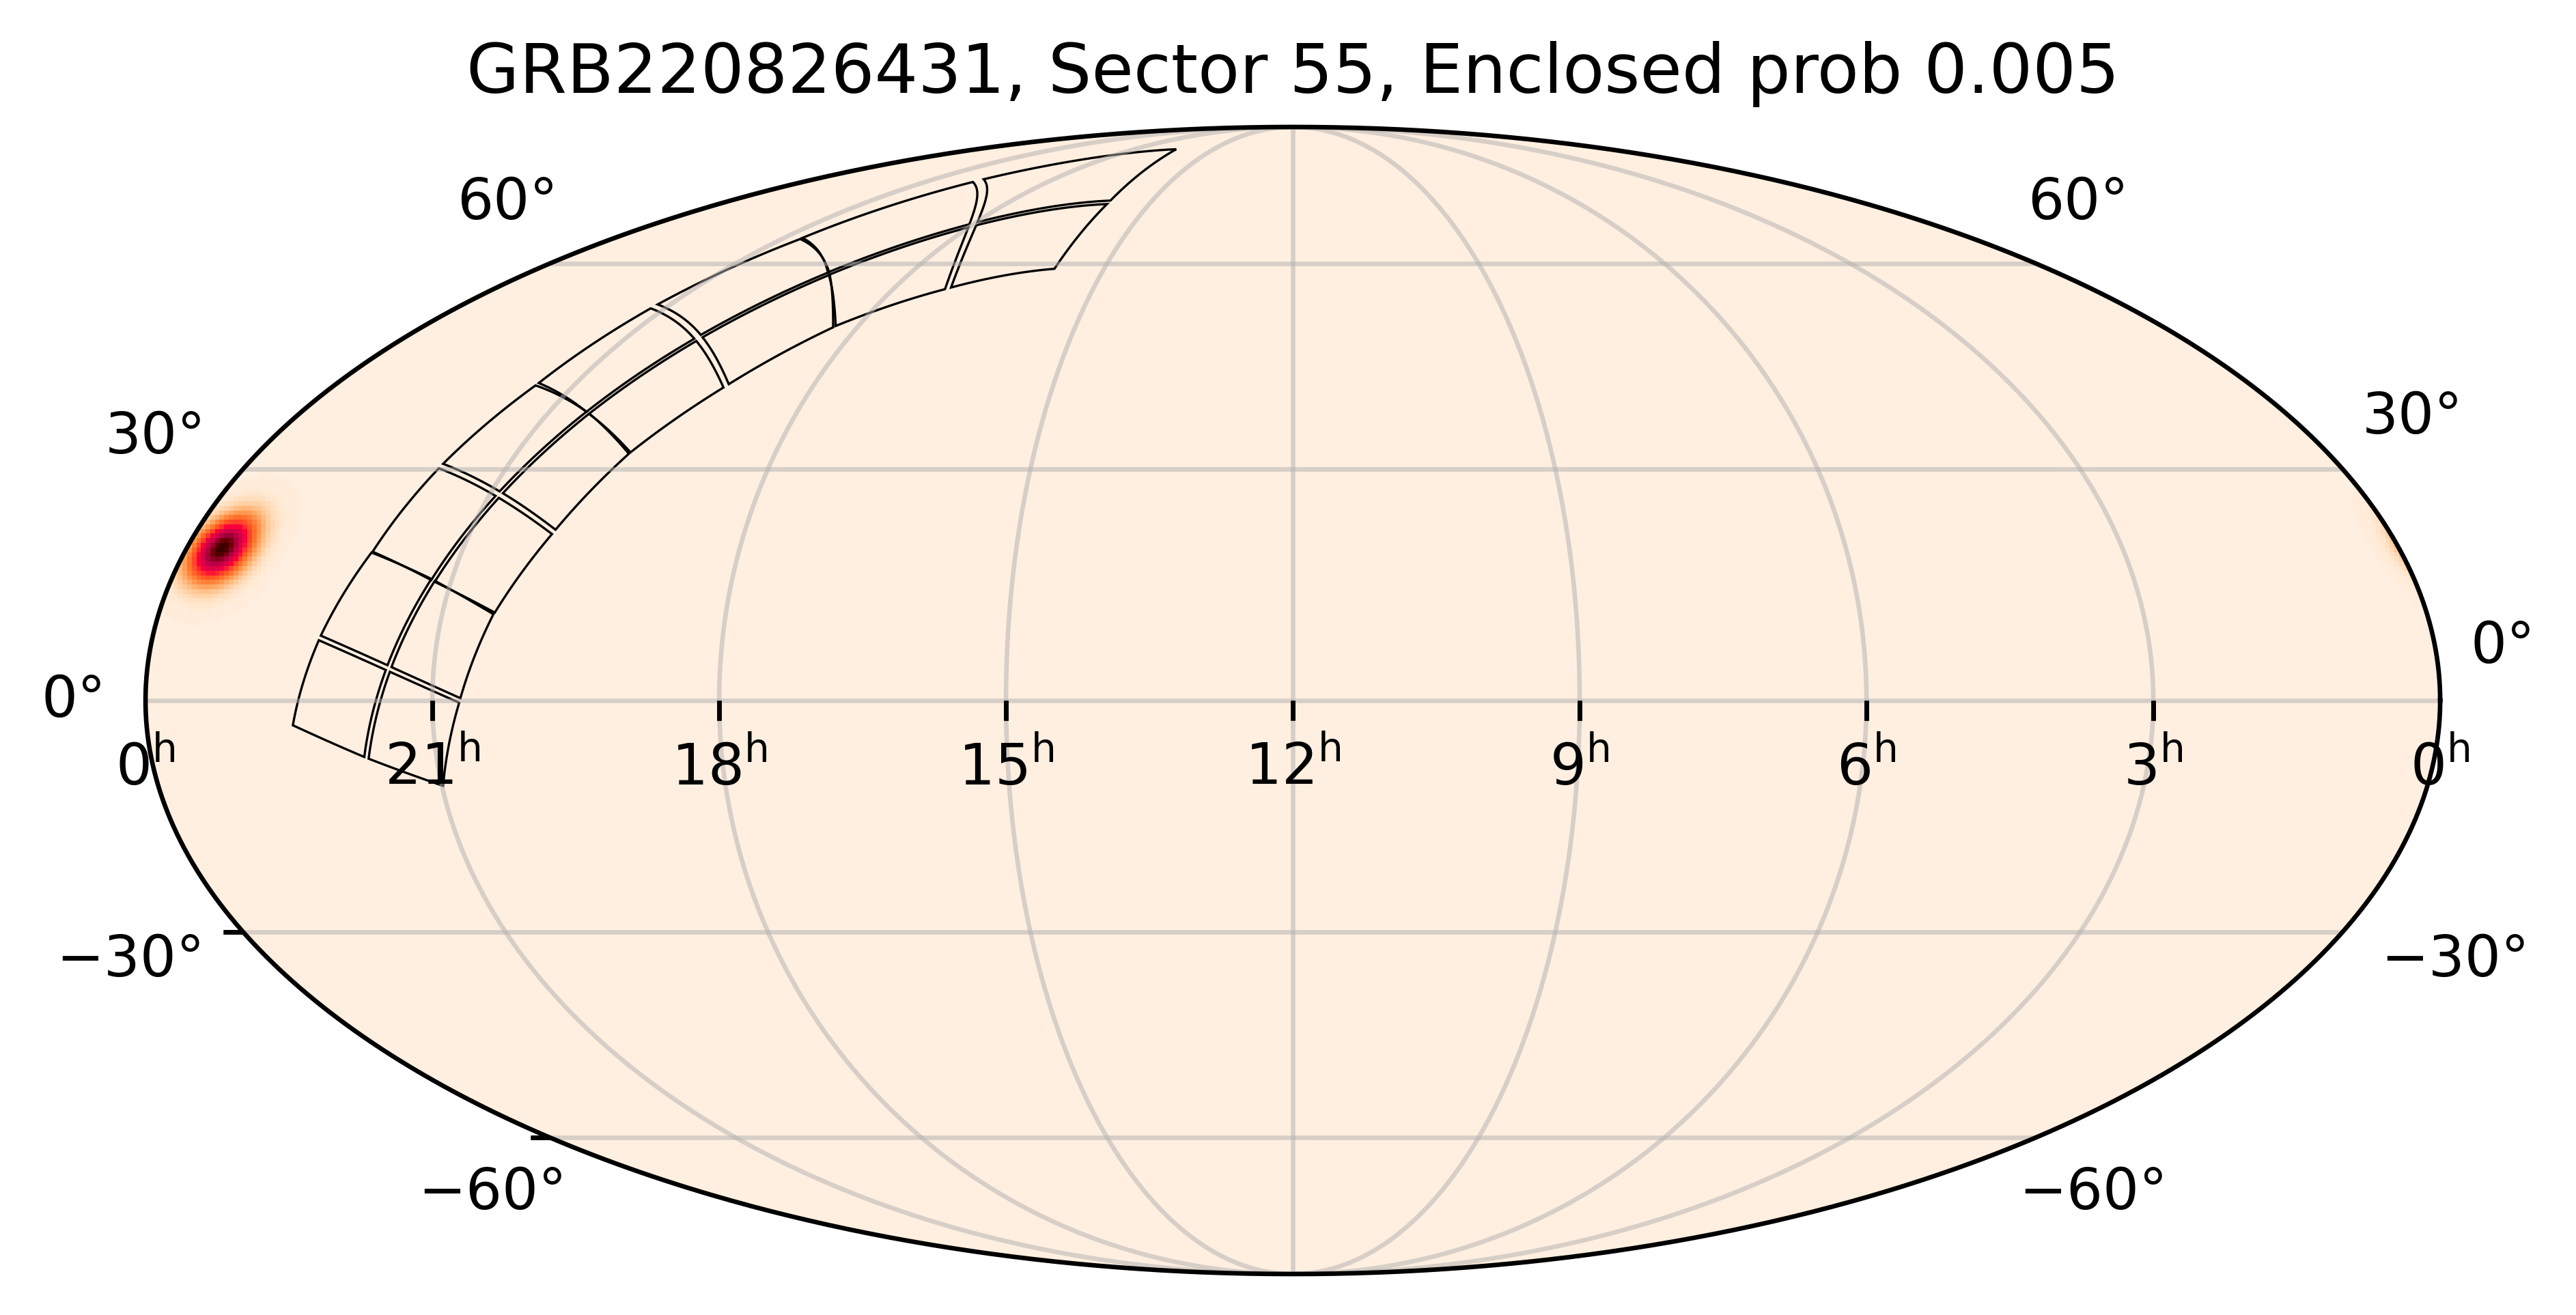 GRB220826431, Sector 55, Enclosed prob 0.005
60° 60°
30° 30°
0° 0°
0h 21h 18h 15h 12h 9h 6h 3h 0h
−30° −30°
−60° −60°